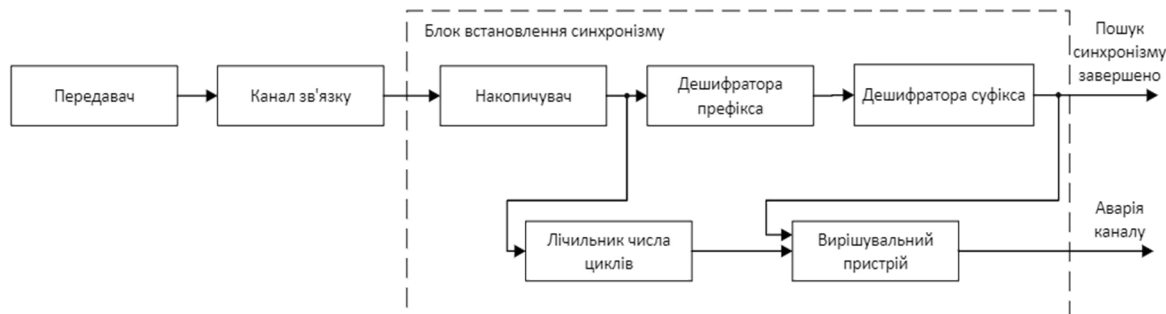 Блок встановлення синхронізму
Пошук
синхронізму
завершено
Передавач
Канал зв'язку
Накопичувач
Дешифратора
префікса
Дешифратора суфікса
Лічильник числа
циклів
Вирішувальний
пристрій
Аварія
каналу